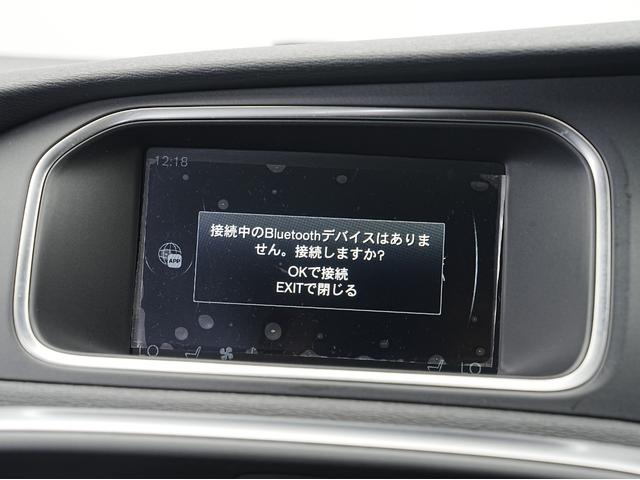 12:18
接続中のBluetoothデバイスはありま
せん。接続しますか?
OKで接続
EXITで閉じる
APP
LO
LO